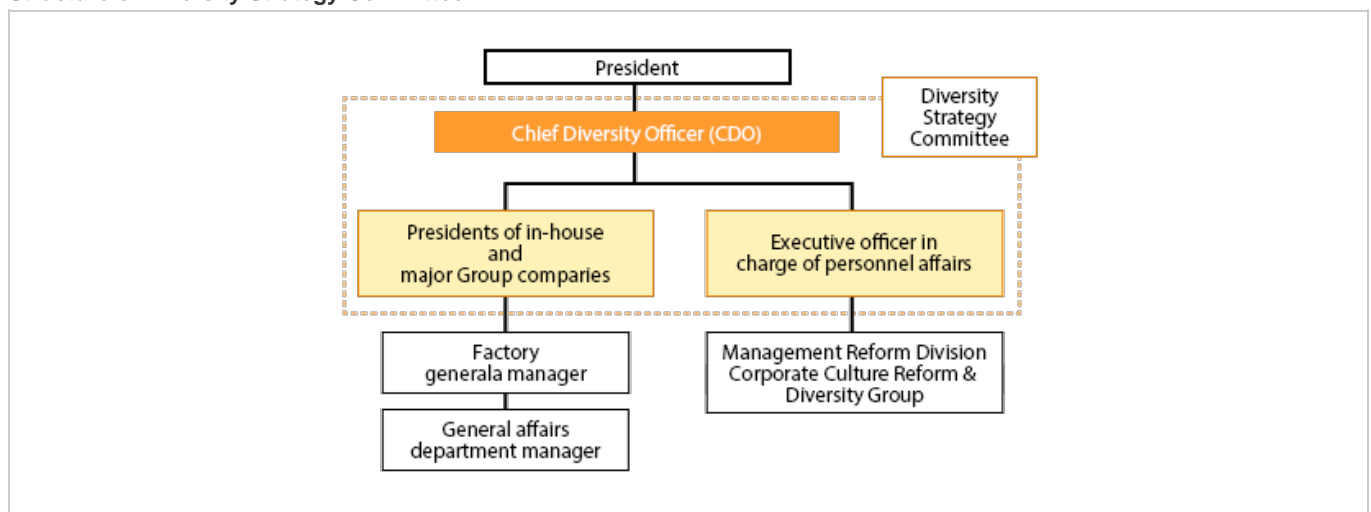 President
Diversity
Strategy
Committee
Chief Diversity Officer (CDO)
Presidents of in-house
and
major Group comparies
Executive officer in
charge of personnel affairs
Factory
generala manager
Management Reform Division
Corporate Culture Reform &
Diversity Group
General affairs
department manager